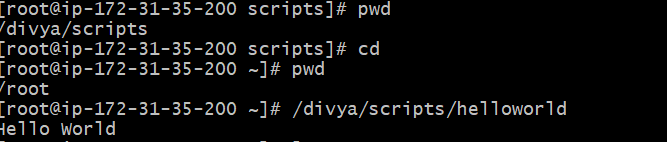 [root@ip-172-31-35-200 scripts]# pwd
/divya/scripts
[root@ip-172-31-35-200 scripts]# cd
[root@ip-172-31-35-200 ~]# pwd
/root
[root@ip-172-31-35-200 ~]# /divya/scripts/helloworld
Hello World